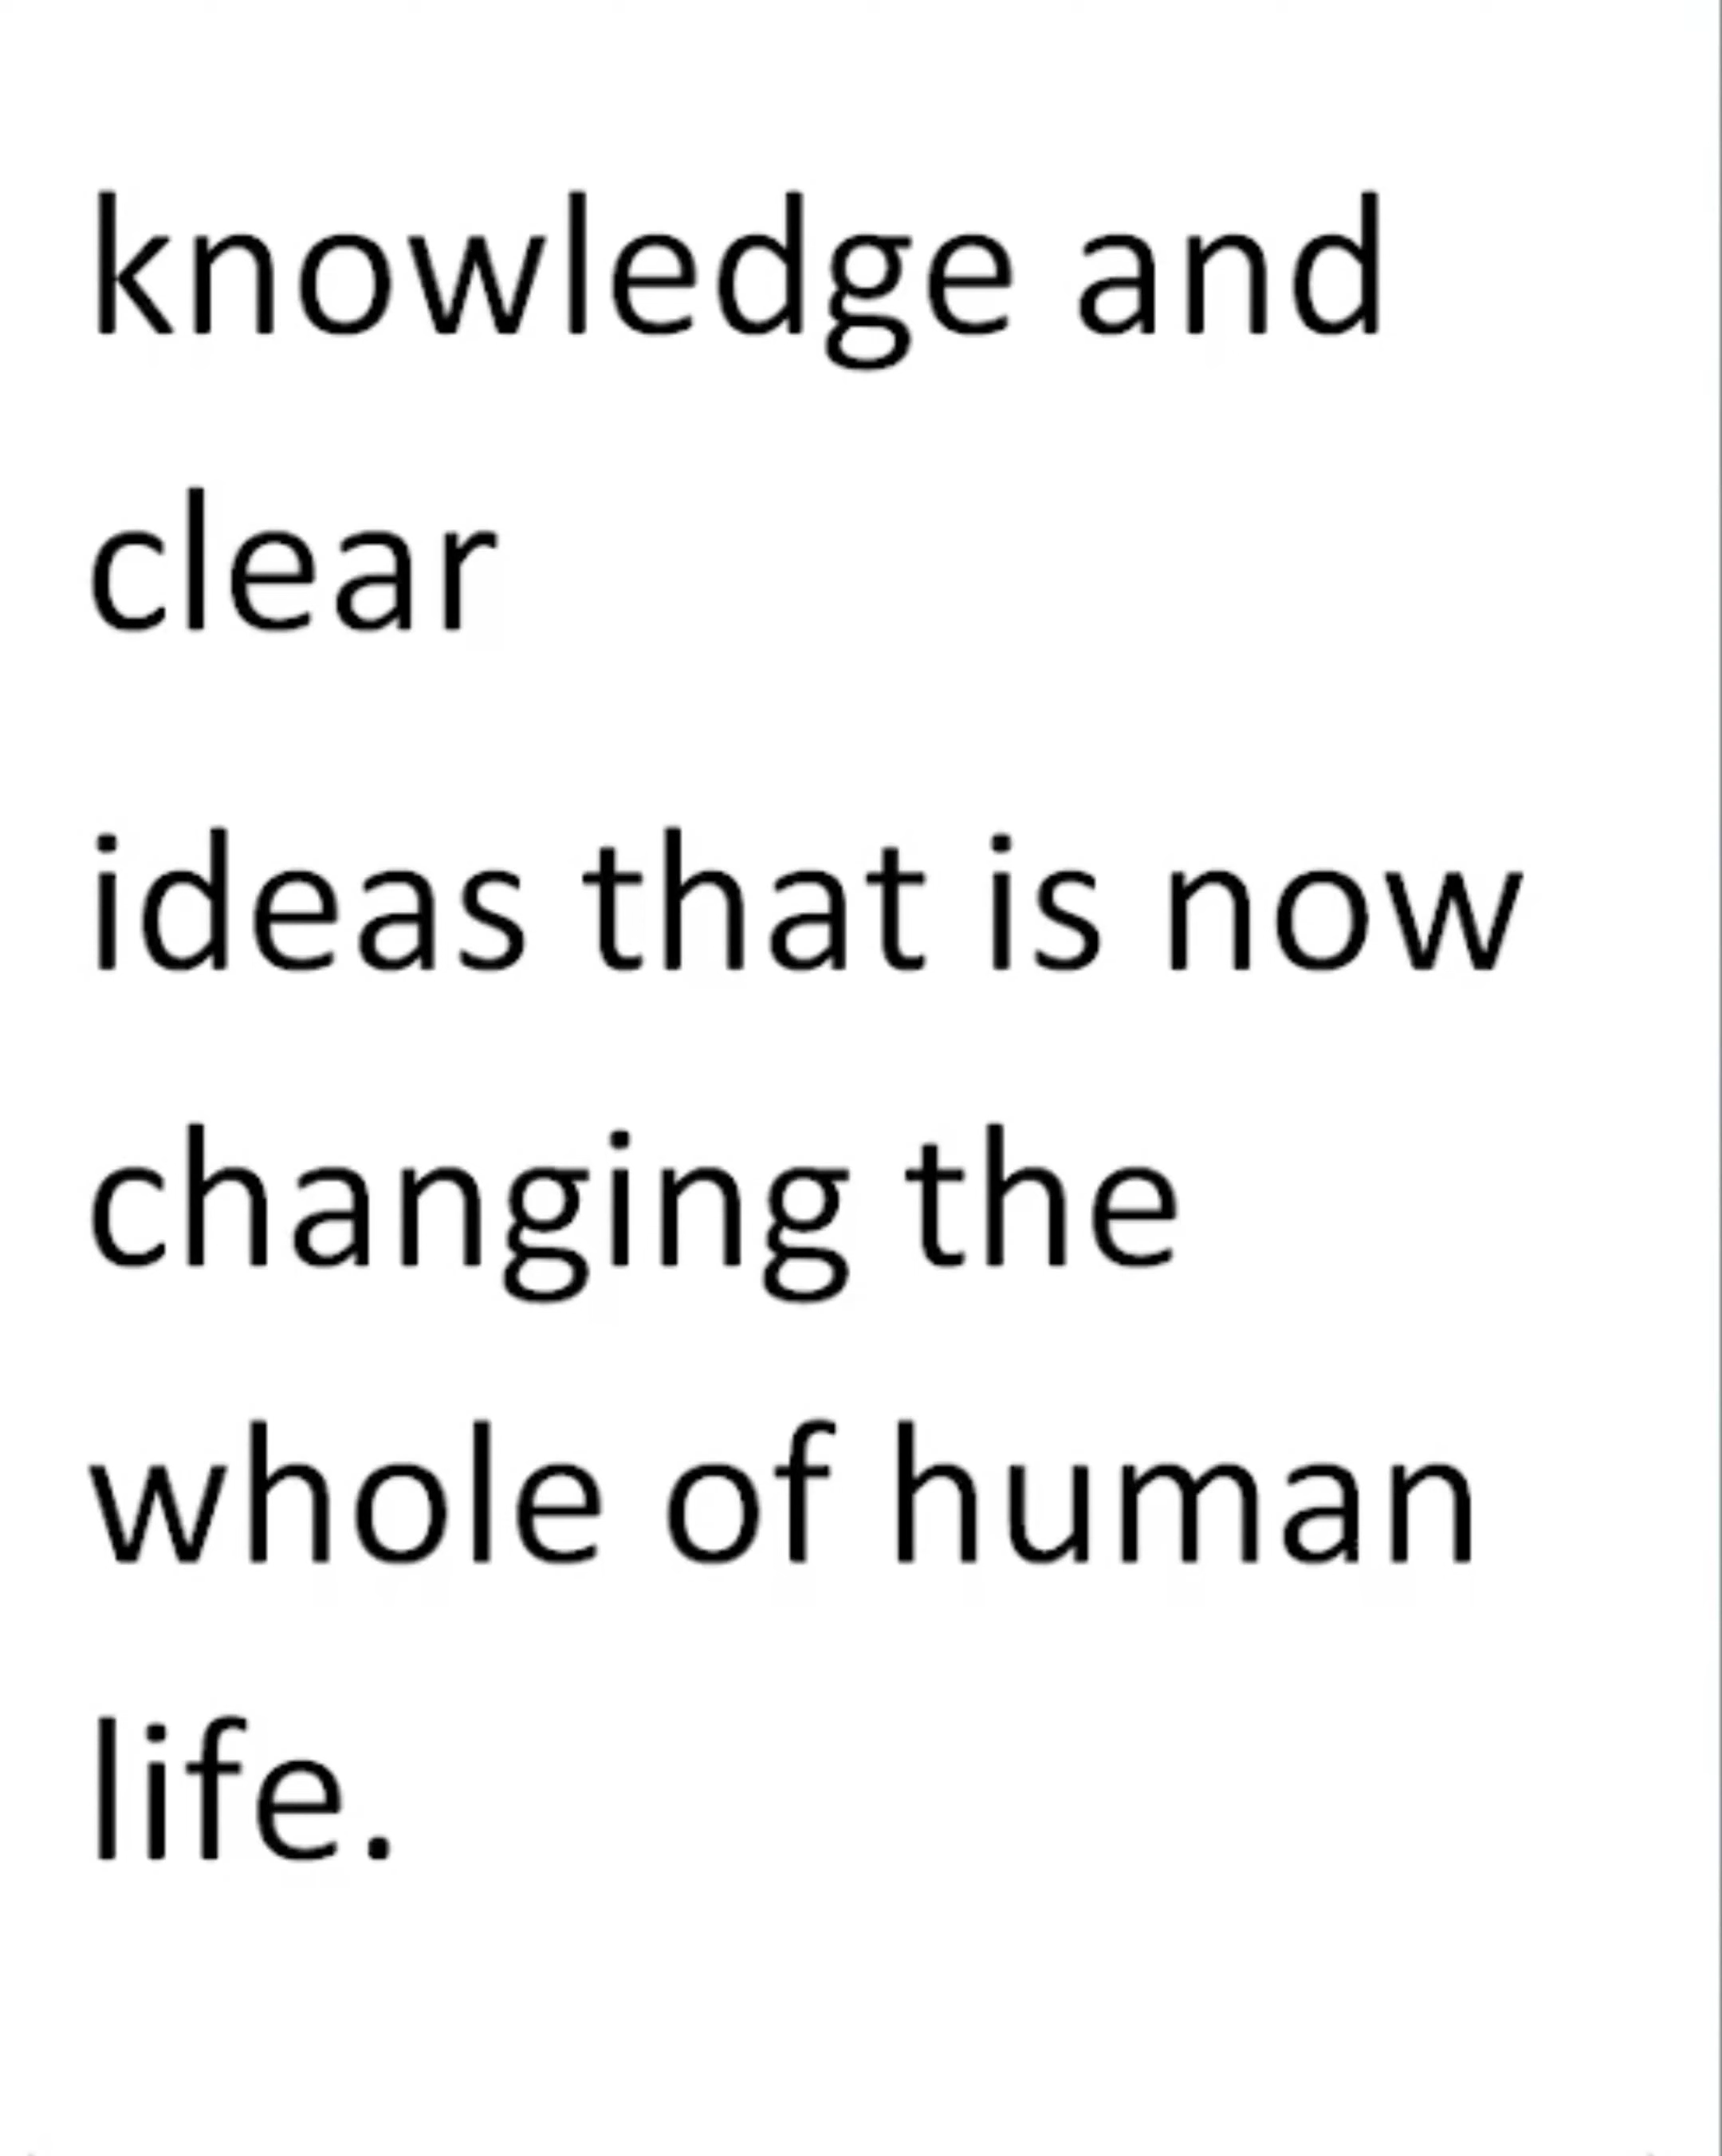 knowledge and
clear
ideas that is now
changing the
whole of human
life.